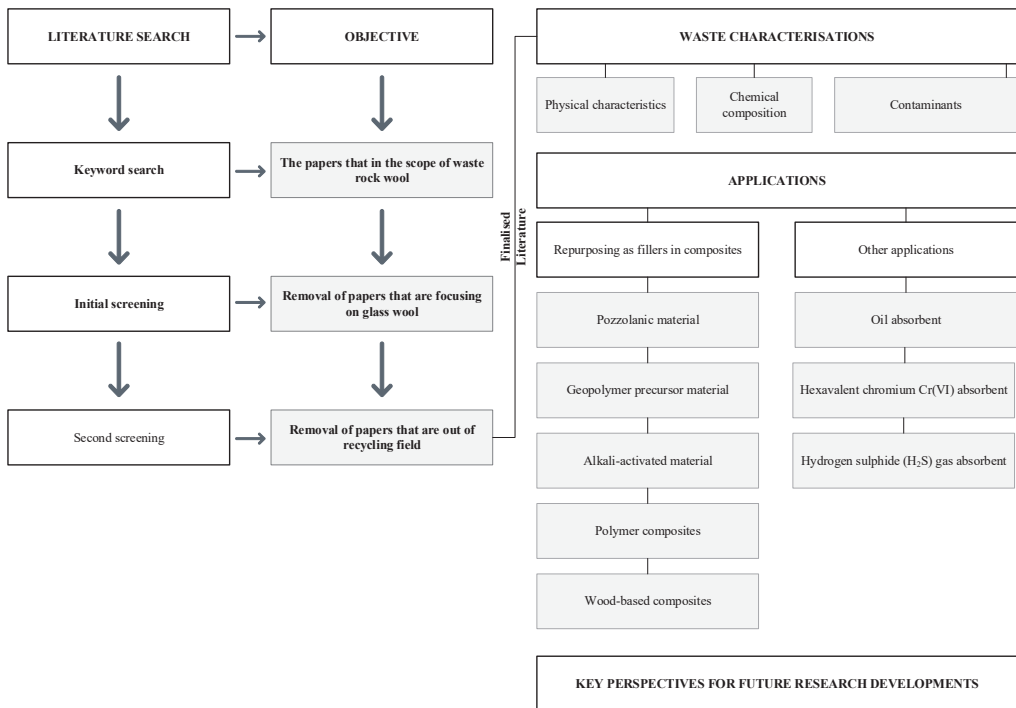 LITERATURE SEARCH
OBJECTIVE
Keyword search
The papers that in the scope of waste
rock wool
Initial screening
Removal of papers that are focusing
on glass wool
Second screening
Removal of papers that are out of
recycling field
Finalised
Literature
WASTE CHARACTERISATIONS
Physical characteristics
Chemical
composition
Contaminants
APPLICATIONS
Repurposing as fillers in composites
Pozzolanic material
Geopolymer precursor material
Alkali-activated material
Polymer composites
Wood-based composites
Other applications
Oil absorbent
Hexavalent chromium Cr(VI) absorbent
Hydrogen sulphide (H₂S) gas absorbent
KEY PERSPECTIVES FOR FUTURE RESEARCH DEVELOPMENTS